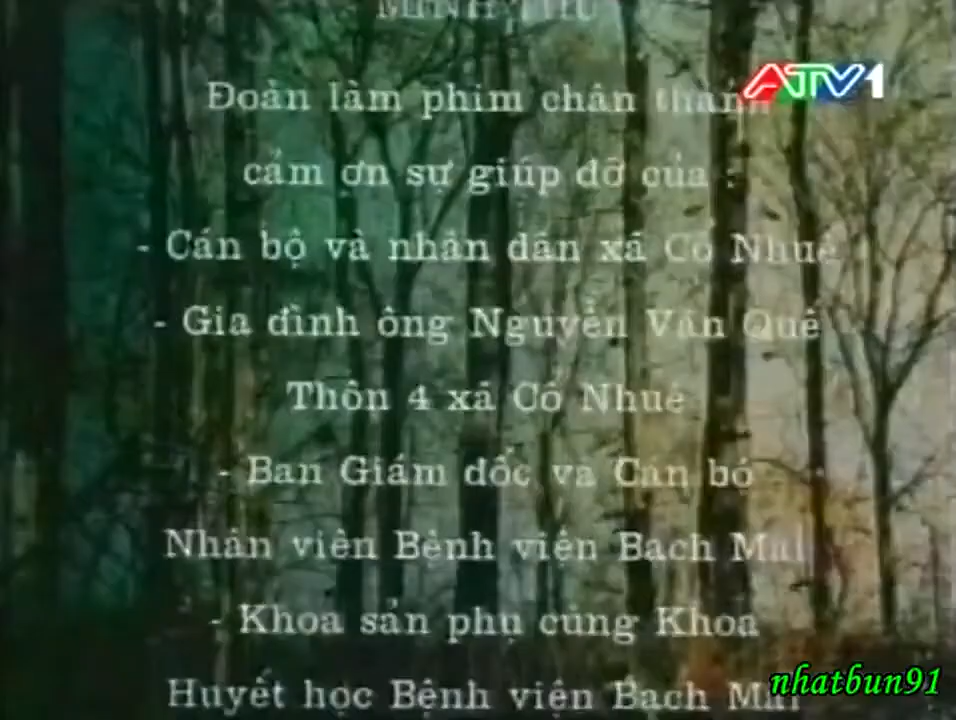 ATV1
Đoàn làm phim chân thành
cảm ơn sự giúp đỡ của :
- Cán bộ và nhân dân xã Cổ Nhuế
- Gia đình ông Nguyễn Văn Quế
Thôn 4 xã Cổ Nhuế
- Ban Giám đốc và Cán bộ
Nhân viên Bệnh viện Bạch Mai
- Khoa sản phụ cùng Khoa
Huyết học Bệnh viện Bạch Mai
nhatbun91